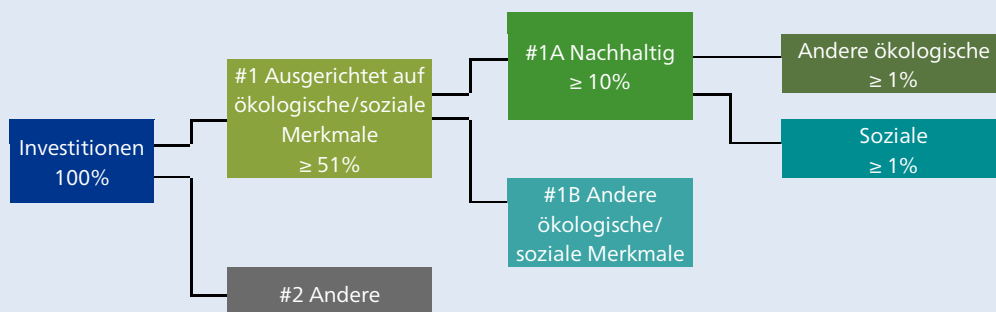 Investitionen
100%
#1 Ausgerichtet auf
ökologische/soziale
Merkmale
≥ 51%
#2 Andere
#1A Nachhaltig
≥ 10%
#1B Andere
ökologische/
soziale Merkmale
Andere ökologische
≥ 1%
Soziale
≥ 1%